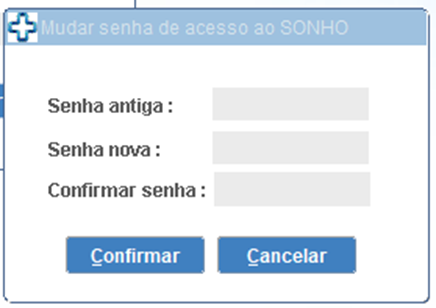 Mudar senha de acesso ao SONHO
Senha antiga :
Senha nova :
Confirmar senha :
Confirmar Cancelar